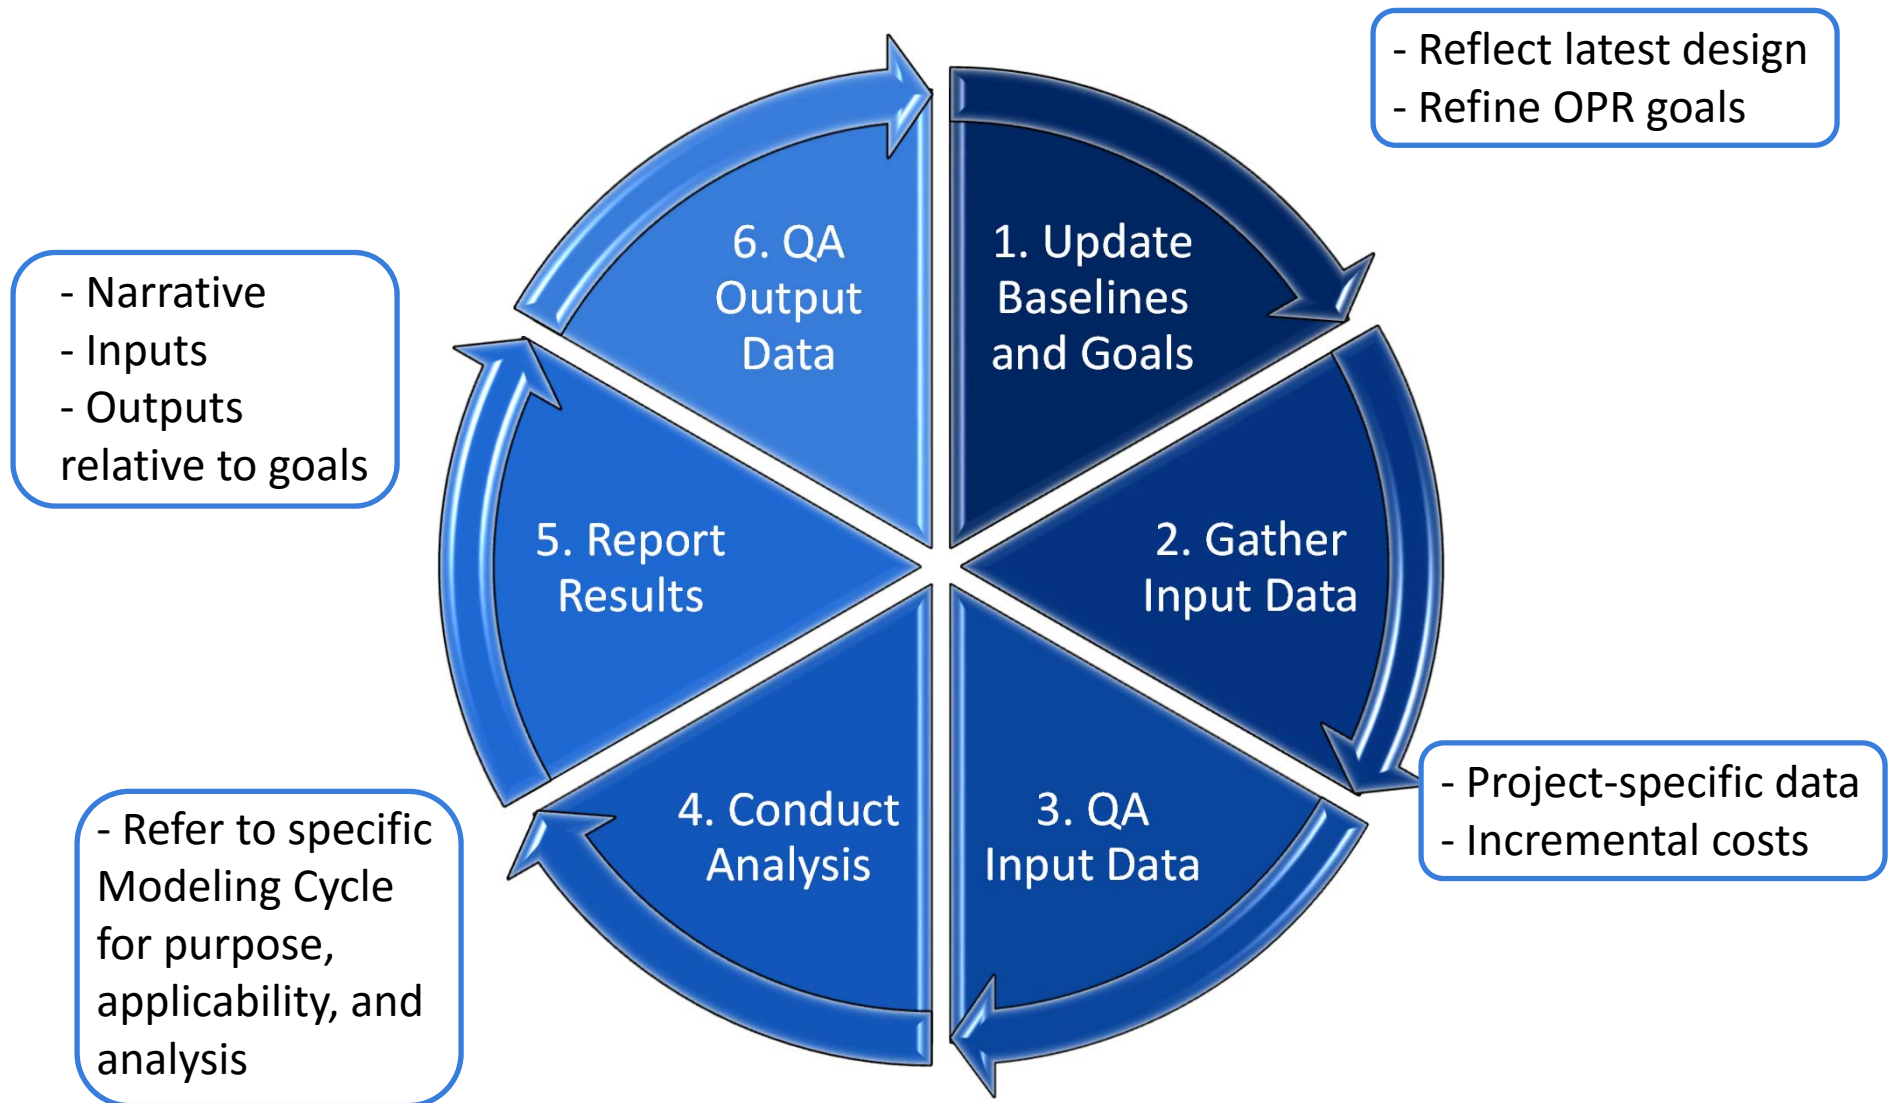 - Reflect latest design
- Refine OPR goals
1. Update
Baselines
and Goals
2. Gather
Input Data
- Project-specific data
- Incremental costs
3. QA
Input Data
4. Conduct
Analysis
- Refer to specific
Modeling Cycle
for purpose,
applicability, and
analysis
5. Report
Results
- Narrative
- Inputs
- Outputs
relative to goals
6. QA
Output
Data